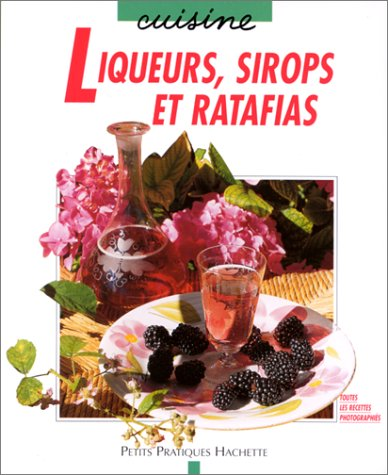 cuisine
LIQUEURS, SIROPS
ET RATAFIAS
TOUTES
LES RECETTES
PHOTOGRAPHIÉES
PETITS PRATIQUES HACHETTE